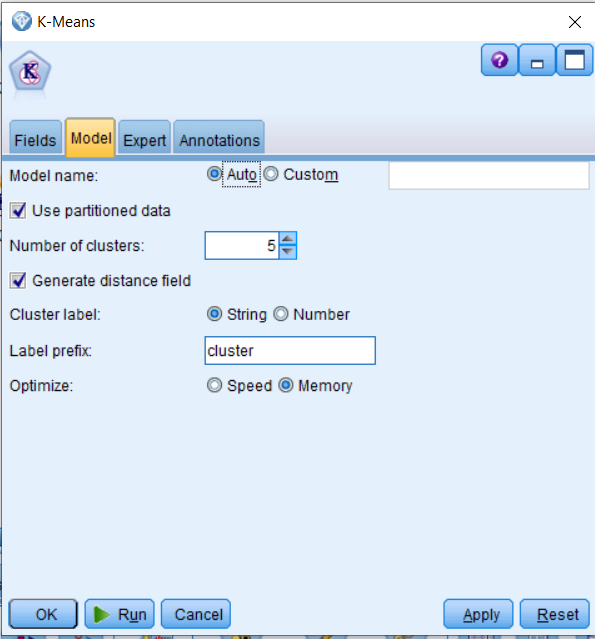 K-Means
K
?
Fields Model Expert Annotations
Model name: Auto Custom
Use partitioned data
Number of clusters: 5
Generate distance field
Cluster label: String Number
Label prefix: cluster
Optimize: Speed Memory
OK Run Cancel Apply Reset